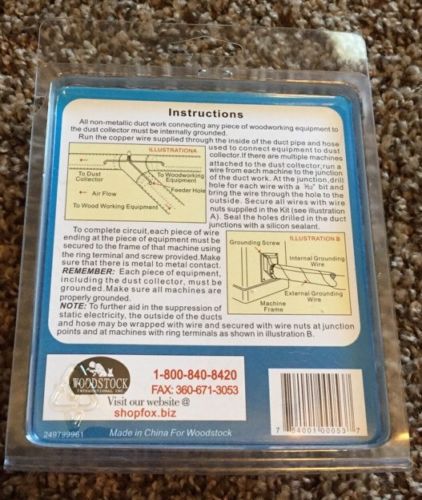 Instructions
All non-metallic duct work connecting any piece of woodworking equipment to
the dust collector must be internally grounded.
Run the copper wire supplied through the inside of the duct pipe and hose
used to connect equipment to dust
collector.If there are multiple machines
attached to the dust collector,run a
wire from each machine to the junction
of the duct work. At the junction,drill
hole for each wire with a bit and
bring the wire through the hole to the
outside. Secure all wires with wire
nuts supplied in the Kit (see illustration
A). Seal the holes drilled in the duct
junctions with a silicon sealant.
ILLUSTRATION A
To Dust
Collector
To Woodworking
Equipment
Air Flow
Feeder Hole
To Wood Working Equipment
To complete circuit,each piece of wire
ending at the piece of equipment must be
secured to the frame of that machine using
the ring terminal and screw provided.Make
sure that there is metal to metal contact.
REMEMBER: Each piece of equipment,
including the dust collector, must be
grounded.Make sure all machines are
properly grounded.
Grounding Screw
ILLUSTRATION B
Internal Grounding
Wire
External Grounding
Wire
Machine
Frame
NOTE: To further aid in the suppression of
static electricity, the outside of the ducts
and hose may be wrapped with wire and secured with wire nuts at junction
points and at machines with ring terminals as shown in illustration B.
WOODSTOCK
INTERNATIONAL INC.
1-800-840-8420
FAX: 360-671-3053
Visit our website @
shopfox.biz
249799961
Made in China For Woodstock
7 54001 00053 7